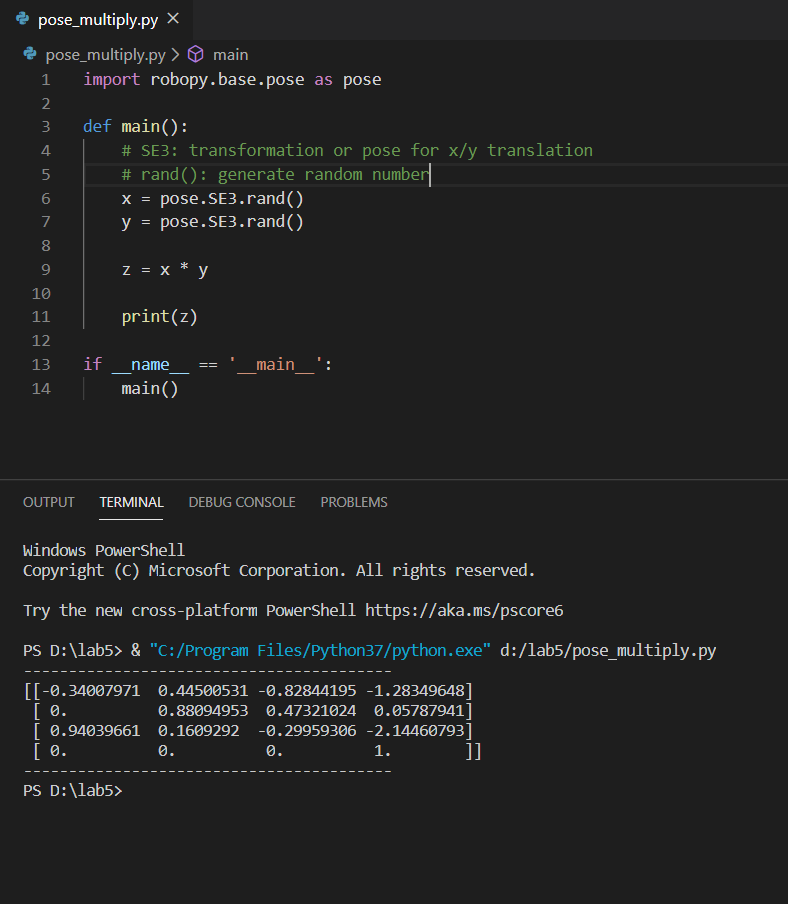 pose_multiply.py
pose_multiply.py > main
1 import robopy.base.pose as pose
2
3 def main():
4 # SE3: transformation or pose for x/y translation
5 # rand(): generate random number
6 x = pose.SE3.rand()
7 y = pose.SE3.rand()
8
9 z = x * y
10
11 print(z)
12
13 if __name__ == '__main__':
14 main()
OUTPUT TERMINAL DEBUG CONSOLE PROBLEMS
Windows PowerShell
Copyright (C) Microsoft Corporation. All rights reserved.
Try the new cross-platform PowerShell https://aka.ms/pscore6
PS D:\lab5> & "C:/Program Files/Python37/python.exe" d:/lab5/pose_multiply.py
-----------------------------------------
[[-0.34007971 0.44500531 -0.82844195 -1.28349648]
[ 0. 0.88094953 0.47321024 0.05787941]
[ 0.94039661 0.1609292 -0.29959306 -2.14460793]
[ 0. 0. 0. 1. ]]
-----------------------------------------
PS D:\lab5>